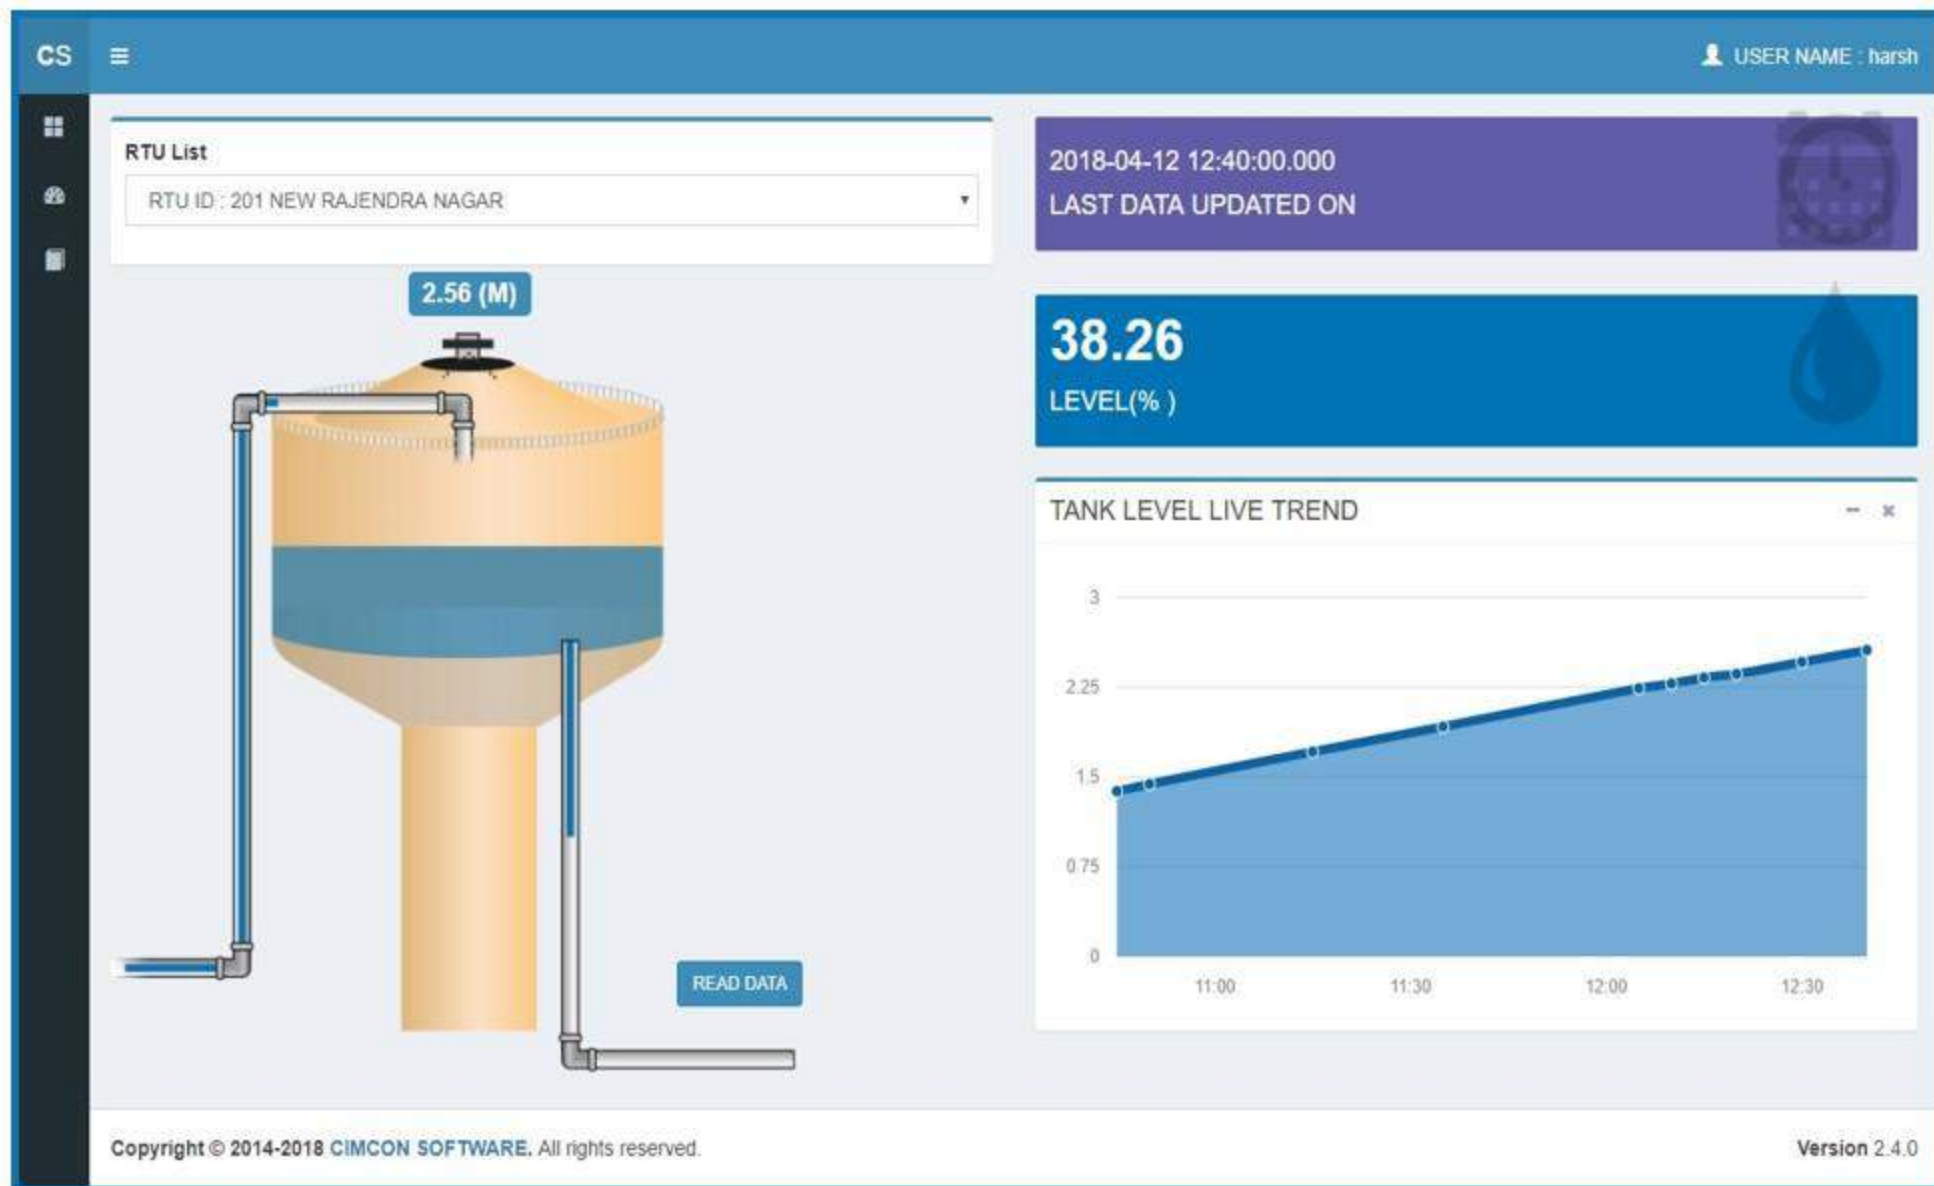 CS
USER NAME : harsh
RTU List
RTU ID : 201 NEW RAJENDRA NAGAR
2018-04-12 12:40:00.000
LAST DATA UPDATED ON
2.56 (M)
38.26
LEVEL(% )
TANK LEVEL LIVE TREND
3
2.25
1.5
0.75
0
11:00
11:30
12:00
12:30
READ DATA
Copyright © 2014-2018 CIMCON SOFTWARE. All rights reserved.
Version 2.4.0